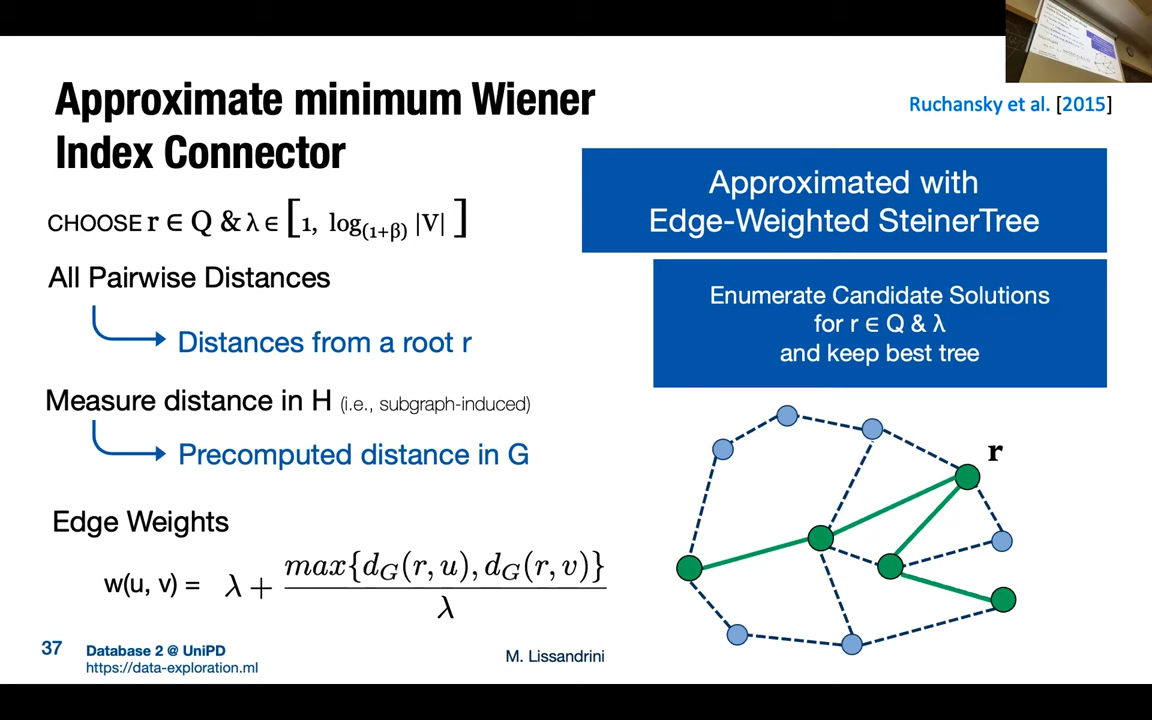 Approximate minimum Wiener
Index Connector
Ruchansky et al. [2015]
CHOOSE r ∈ Q & λ ∈ [1, log(1+β) |V| ]
All Pairwise Distances
Distances from a root r
Measure distance in H (i.e., subgraph-induced)
Precomputed distance in G
Edge Weights
w(u, v) = λ + max{d_G(r, u), d_G(r, v)} / λ
Approximated with
Edge-Weighted SteinerTree
Enumerate Candidate Solutions
for r ∈ Q & λ
and keep best tree
r
37
Database 2 @ UniPD
https://data-exploration.ml
M. Lissandrini